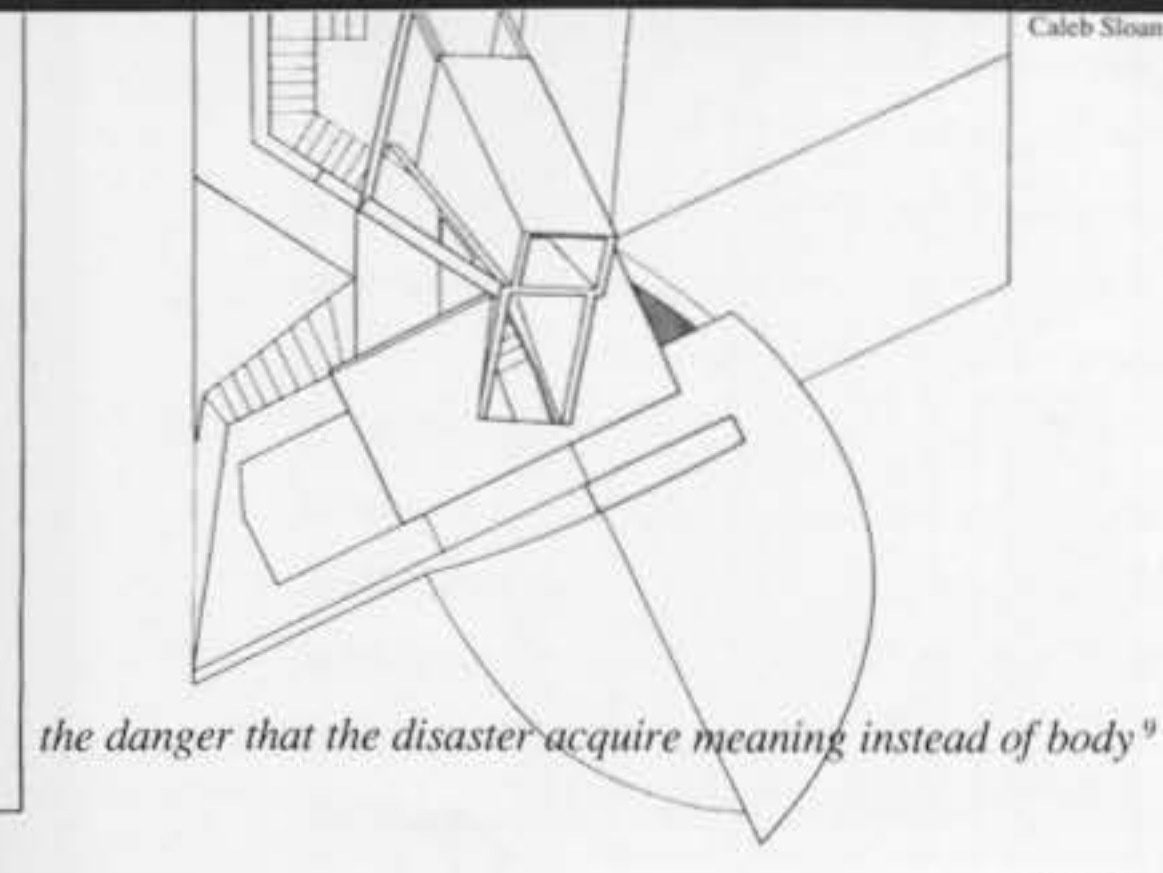 Caleb Sloan
the danger that the disaster acquire meaning instead of body 9